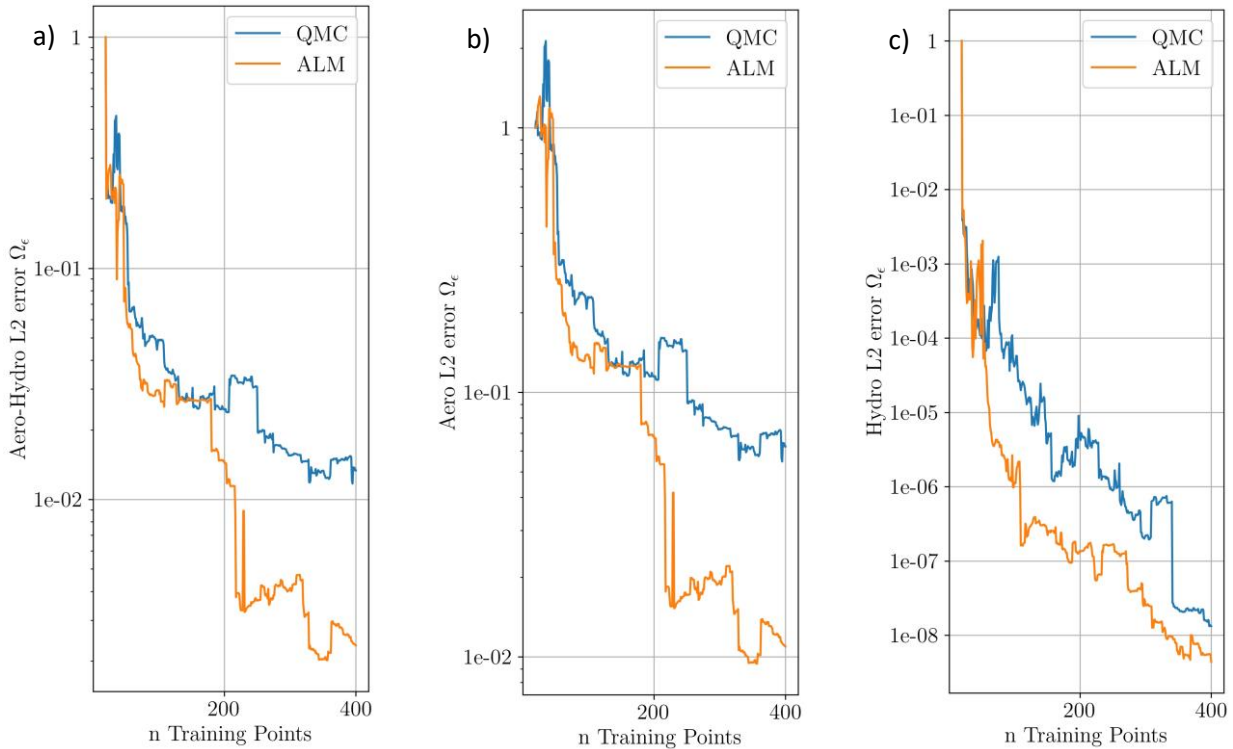 a)
QMC
ALM
1
1e-01
1e-02
Aero-Hydro L2 error Ωϵ
200
400
n Training Points
b)
QMC
ALM
1
1e-01
1e-02
Aero L2 error Ωϵ
200
400
n Training Points
c)
QMC
ALM
1
1e-01
1e-02
1e-03
1e-04
1e-05
1e-06
1e-07
1e-08
Hydro L2 error Ωϵ
200
400
n Training Points